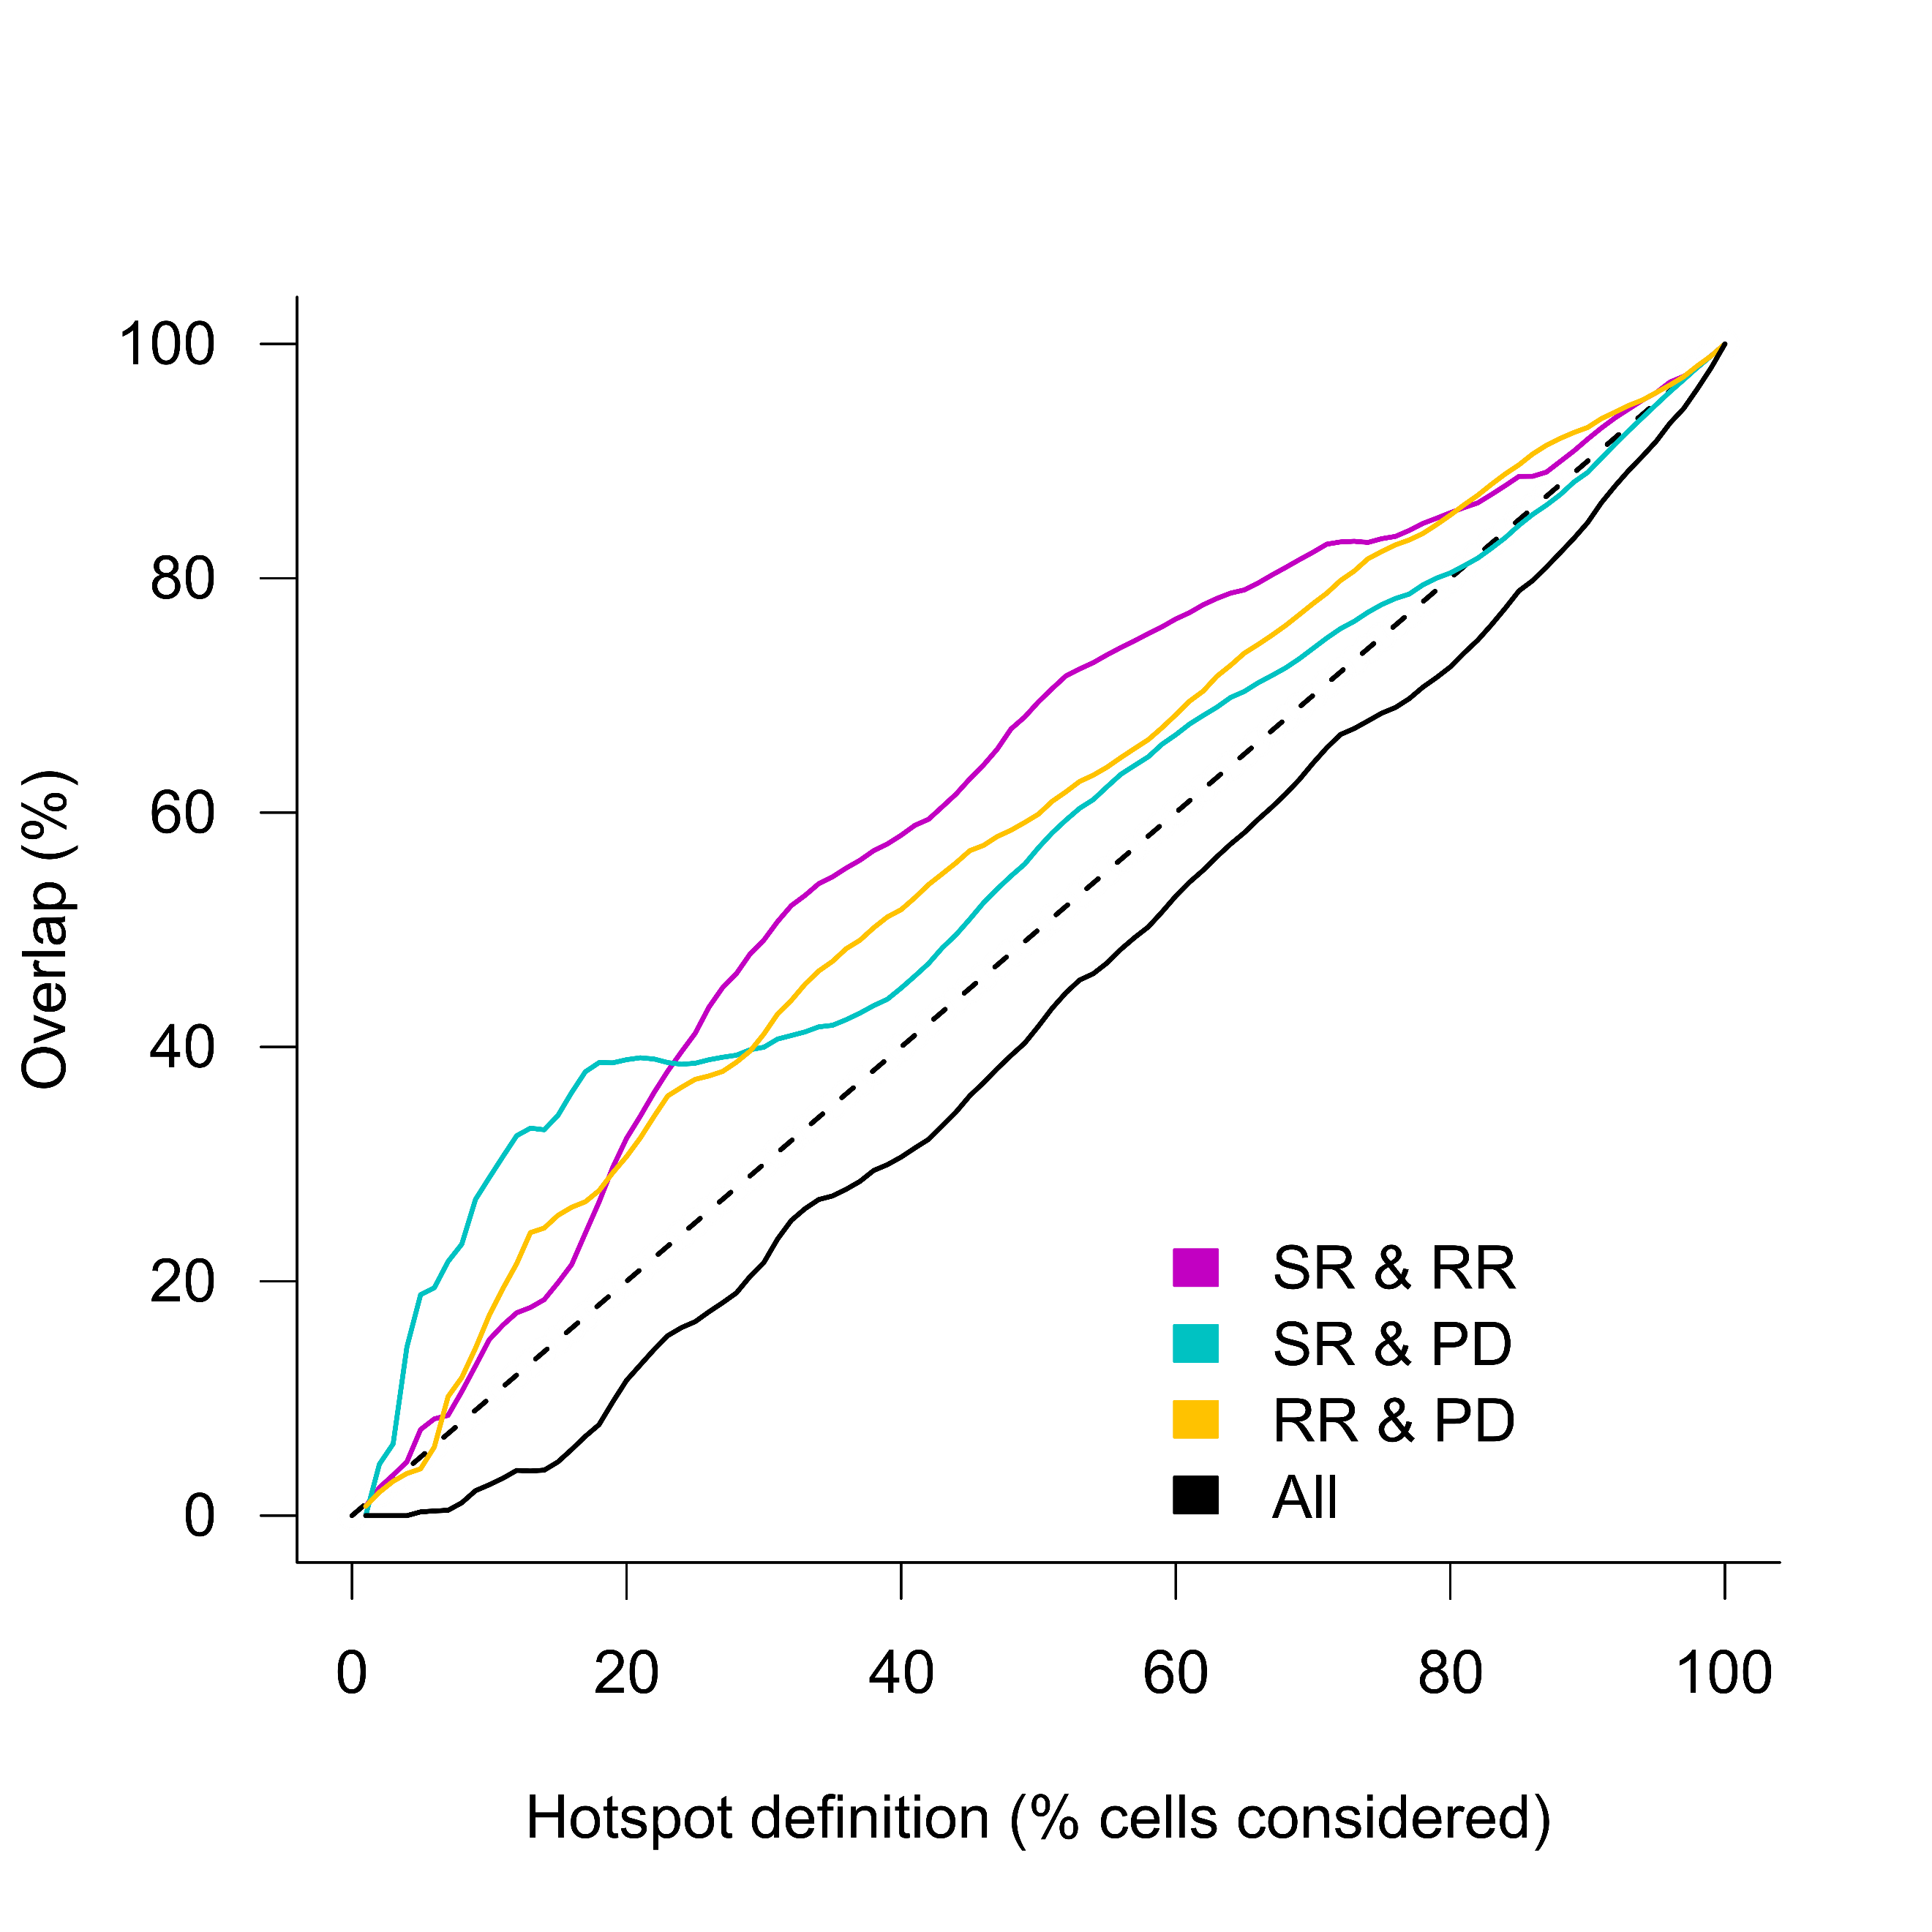 100
80
60
40
20
0
Overlap (%)
SR & RR
SR & PD
RR & PD
All
0 20 40 60 80 100
Hotspot definition (% cells considered)